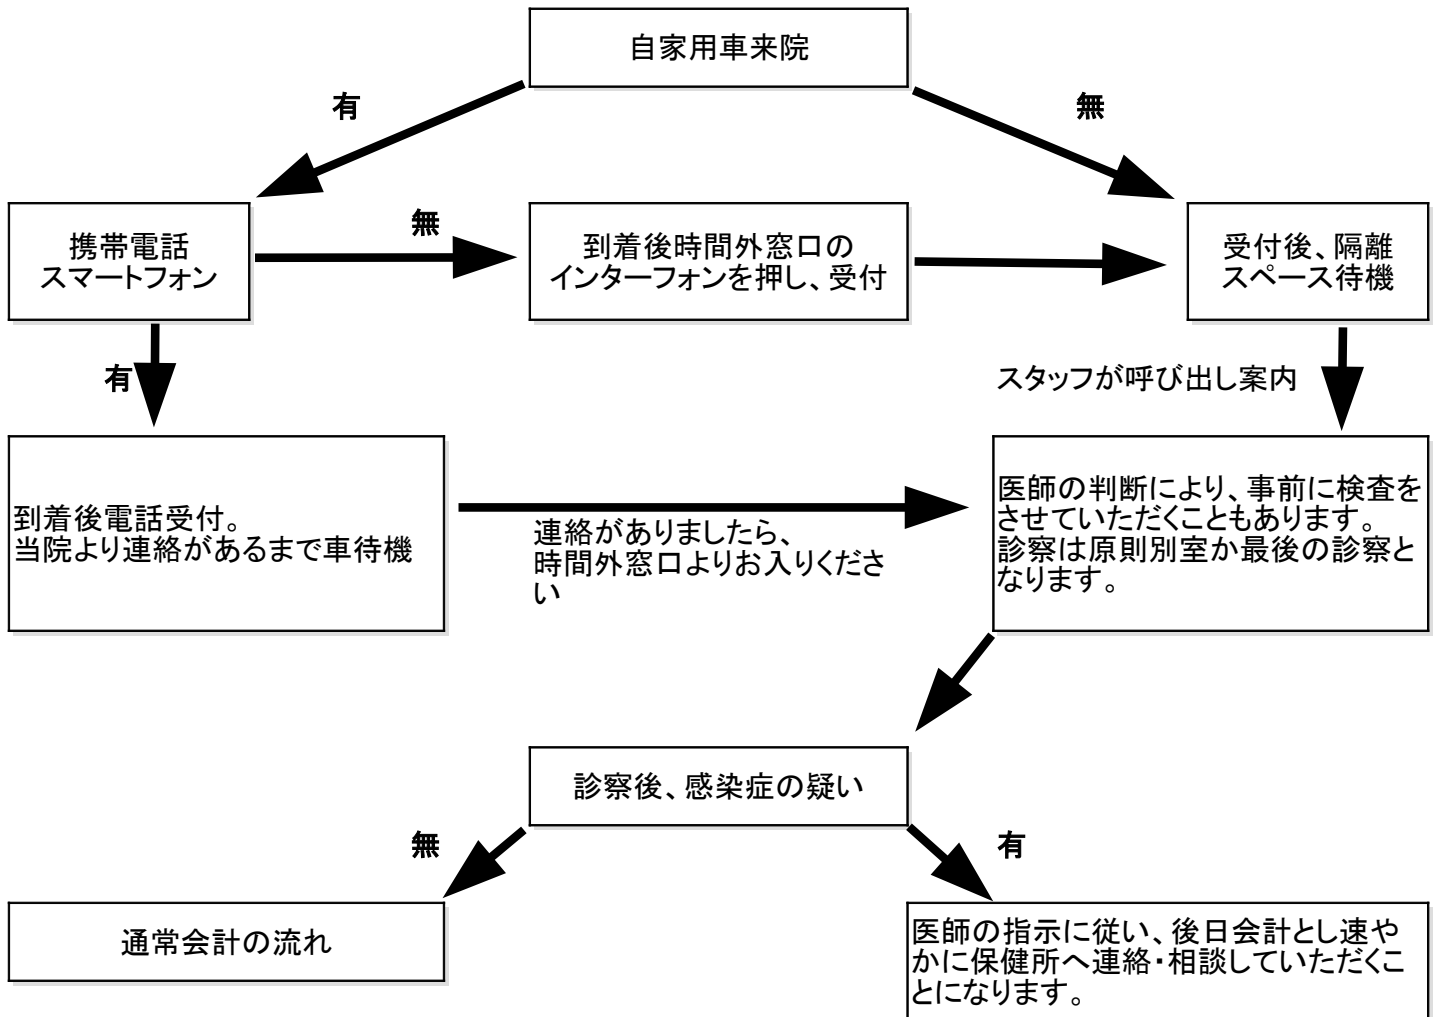 自家用車来院
有
無
携帯電話
スマートフォン
無
到着後時間外窓口の
インターフォンを押し、受付
受付後、隔離
スペース待機
有
スタッフが呼び出し案内
到着後電話受付。
当院より連絡があるまで車待機
連絡がありましたら、
時間外窓口よりお入りくださ
い
医師の判断により、事前に検査を
させていただくこともあります。
診察は原則別室か最後の診察と
なります。
診察後、感染症の疑い
無
有
通常会計の流れ
医師の指示に従い、後日会計とし速や
かに保健所へ連絡・相談していただくこ
とになります。